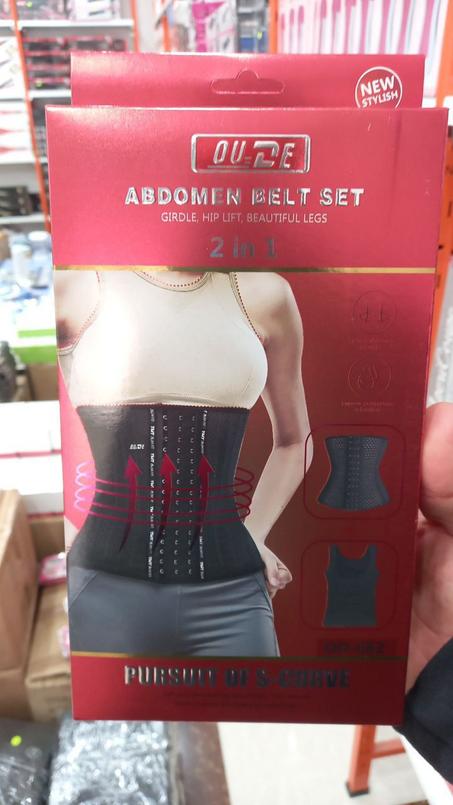 NEW
STYLISH
OU-DE
ABDOMEN BELT SET
GIRDLE, HIP LIFT, BEAUTIFUL LEGS
2 in 1
PURSUIT OF S-CURVE